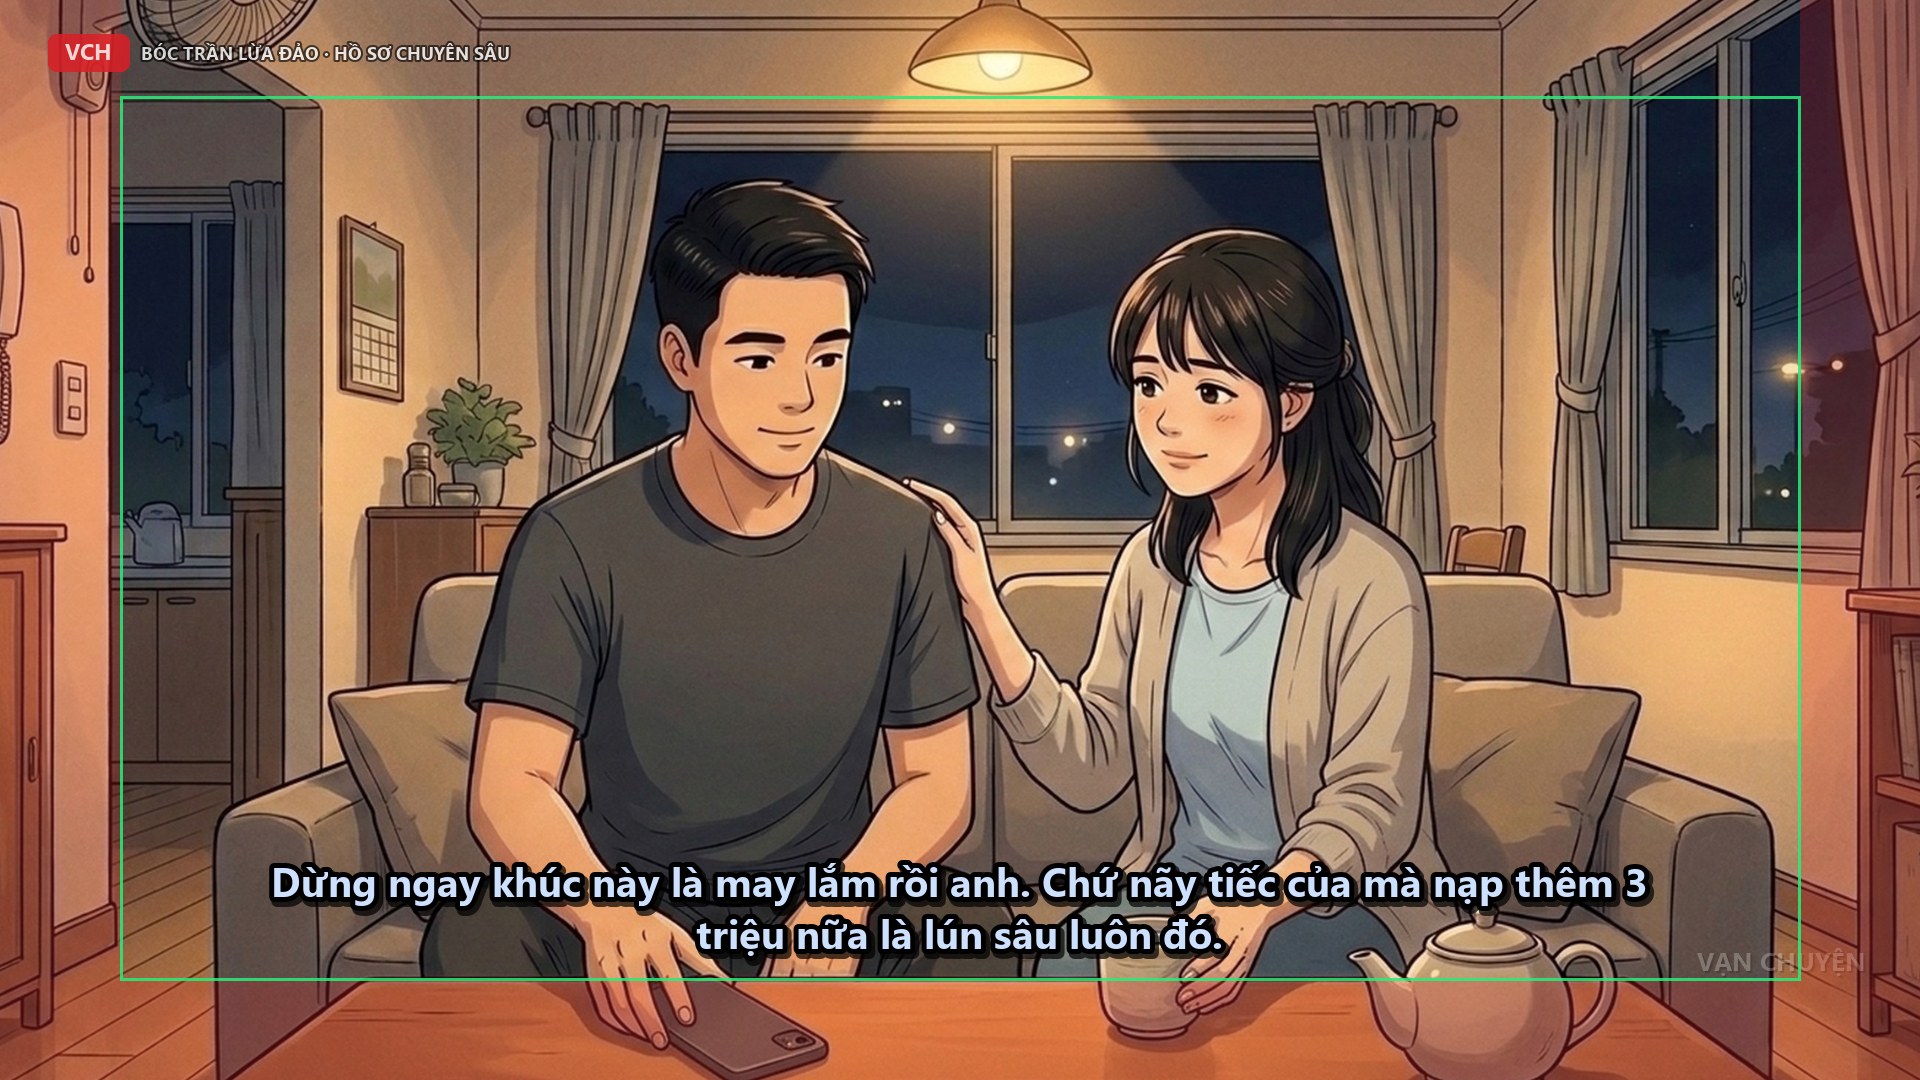 VCH BÓC TRẦN LỪA ĐẢO · HỒ SƠ CHUYÊN SÂU
Dừng ngay khúc này là may lắm rồi anh. Chứ nãy tiếc của mà nạp thêm 3
triệu nữa là lún sâu luôn đó.
VẠN CHUYỆN